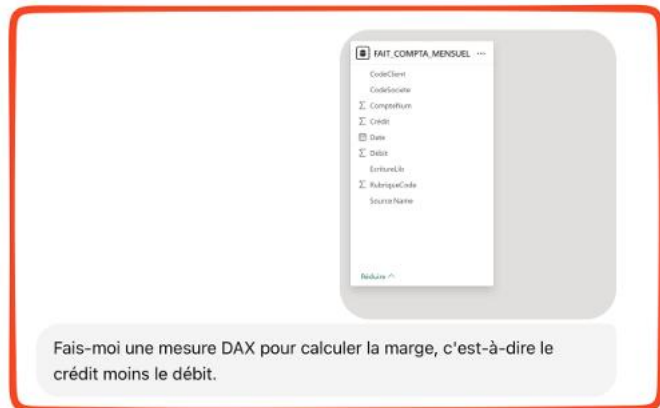 FAIT_COMPTA_MENSUEL ...
CodeClient
CodeSociete
∑ CompteNum
∑ Crédit
Date
∑ Débit
EcritureLib
∑ RubriqueCode
Source.Name
Réduire ^
Fais-moi une mesure DAX pour calculer la marge, c'est-à-dire le
crédit moins le débit.